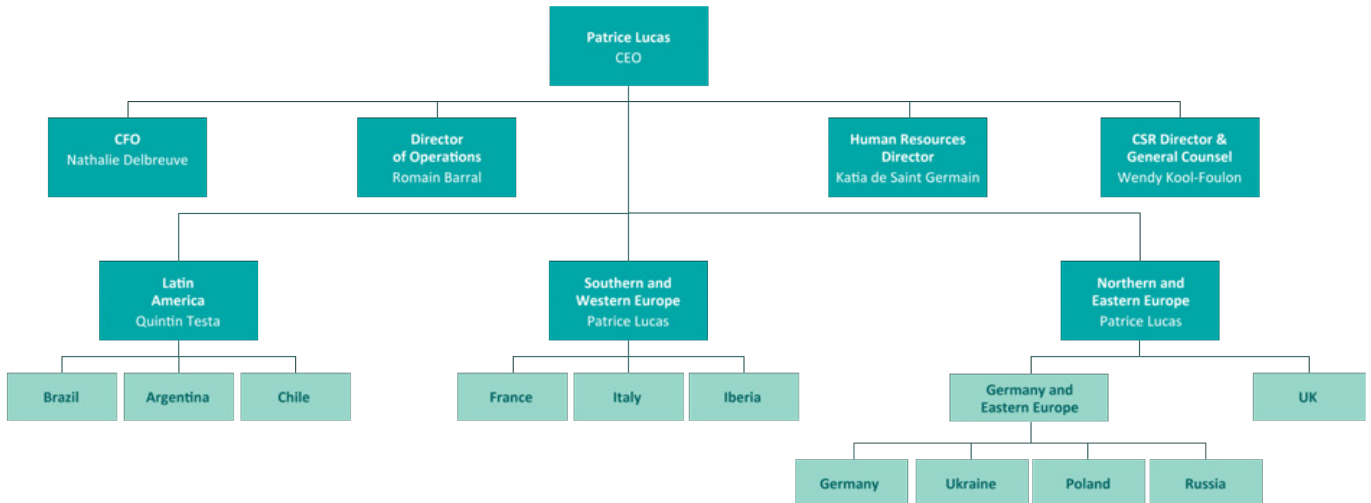 Patrice Lucas
CEO
CFO
Nathalie Delbreuve
Director
of Operations
Romain Barral
Human Resources
Director
Katia de Saint Germain
CSR Director &
General Counsel
Wendy Kool-Foulon
Latin
America
Quintin Testa
Southern and
Western Europe
Patrice Lucas
Northern and
Eastern Europe
Patrice Lucas
Brazil
Argentina
Chile
France
Italy
Iberia
Germany and
Eastern Europe
UK
Germany
Ukraine
Poland
Russia